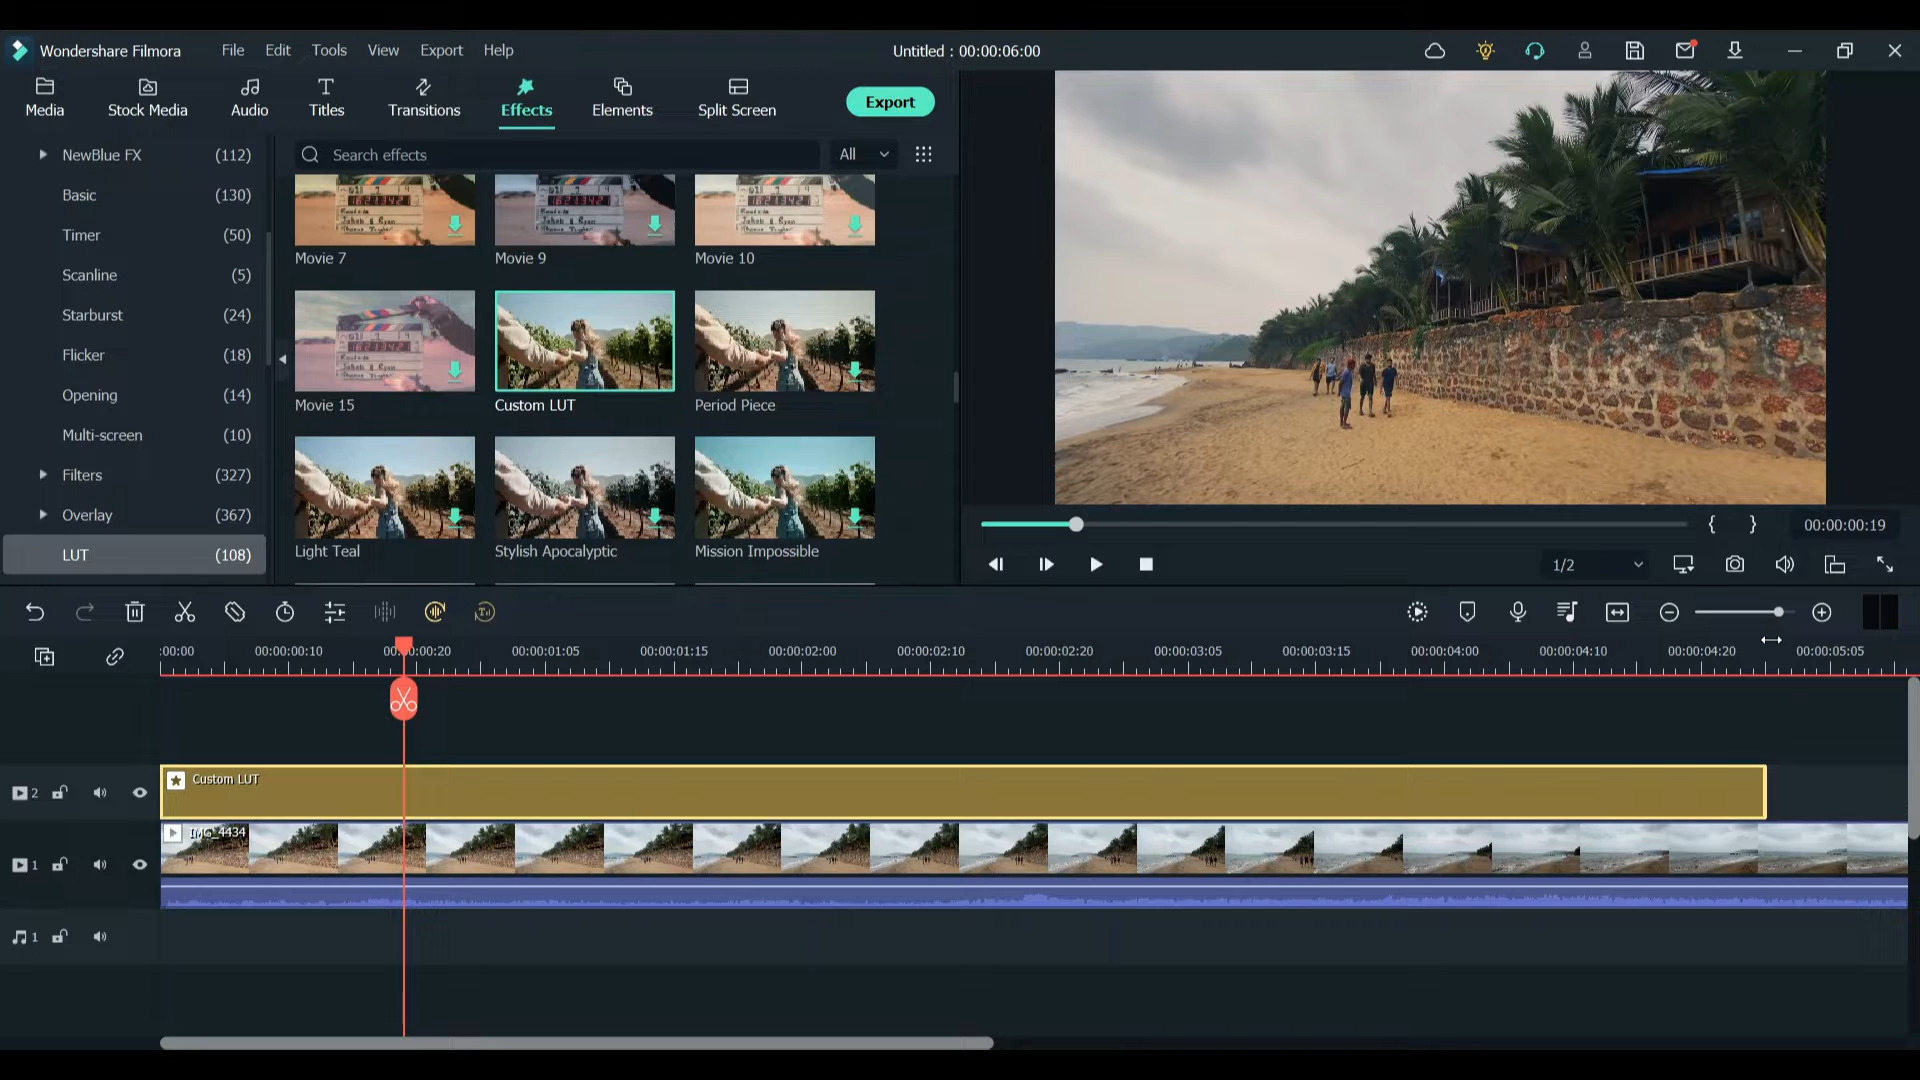 Wondershare Filmora File Edit Tools View Export Help Untitled : 00:00:06:00
Media Stock Media Audio Titles Transitions Effects Elements Split Screen Export
NewBlue FX (112)
Basic (130)
Timer (50)
Scanline (5)
Starburst (24)
Flicker (18)
Opening (14)
Multi-screen (10)
Filters (327)
Overlay (367)
LUT (108)
Search effects All
Movie 7 Movie 9 Movie 10
Movie 15 Custom LUT Period Piece
Light Teal Stylish Apocalyptic Mission Impossible
{ } 00:00:00:19
1/2
:00:00 00:00:00:10 00:00:00:20 00:00:01:05 00:00:01:15 00:00:02:00 00:00:02:10 00:00:02:20 00:00:03:05 00:00:03:15 00:00:04:00 00:00:04:10 00:00:04:20 00:00:05:05
2 Custom LUT
IMG_4434
1
1